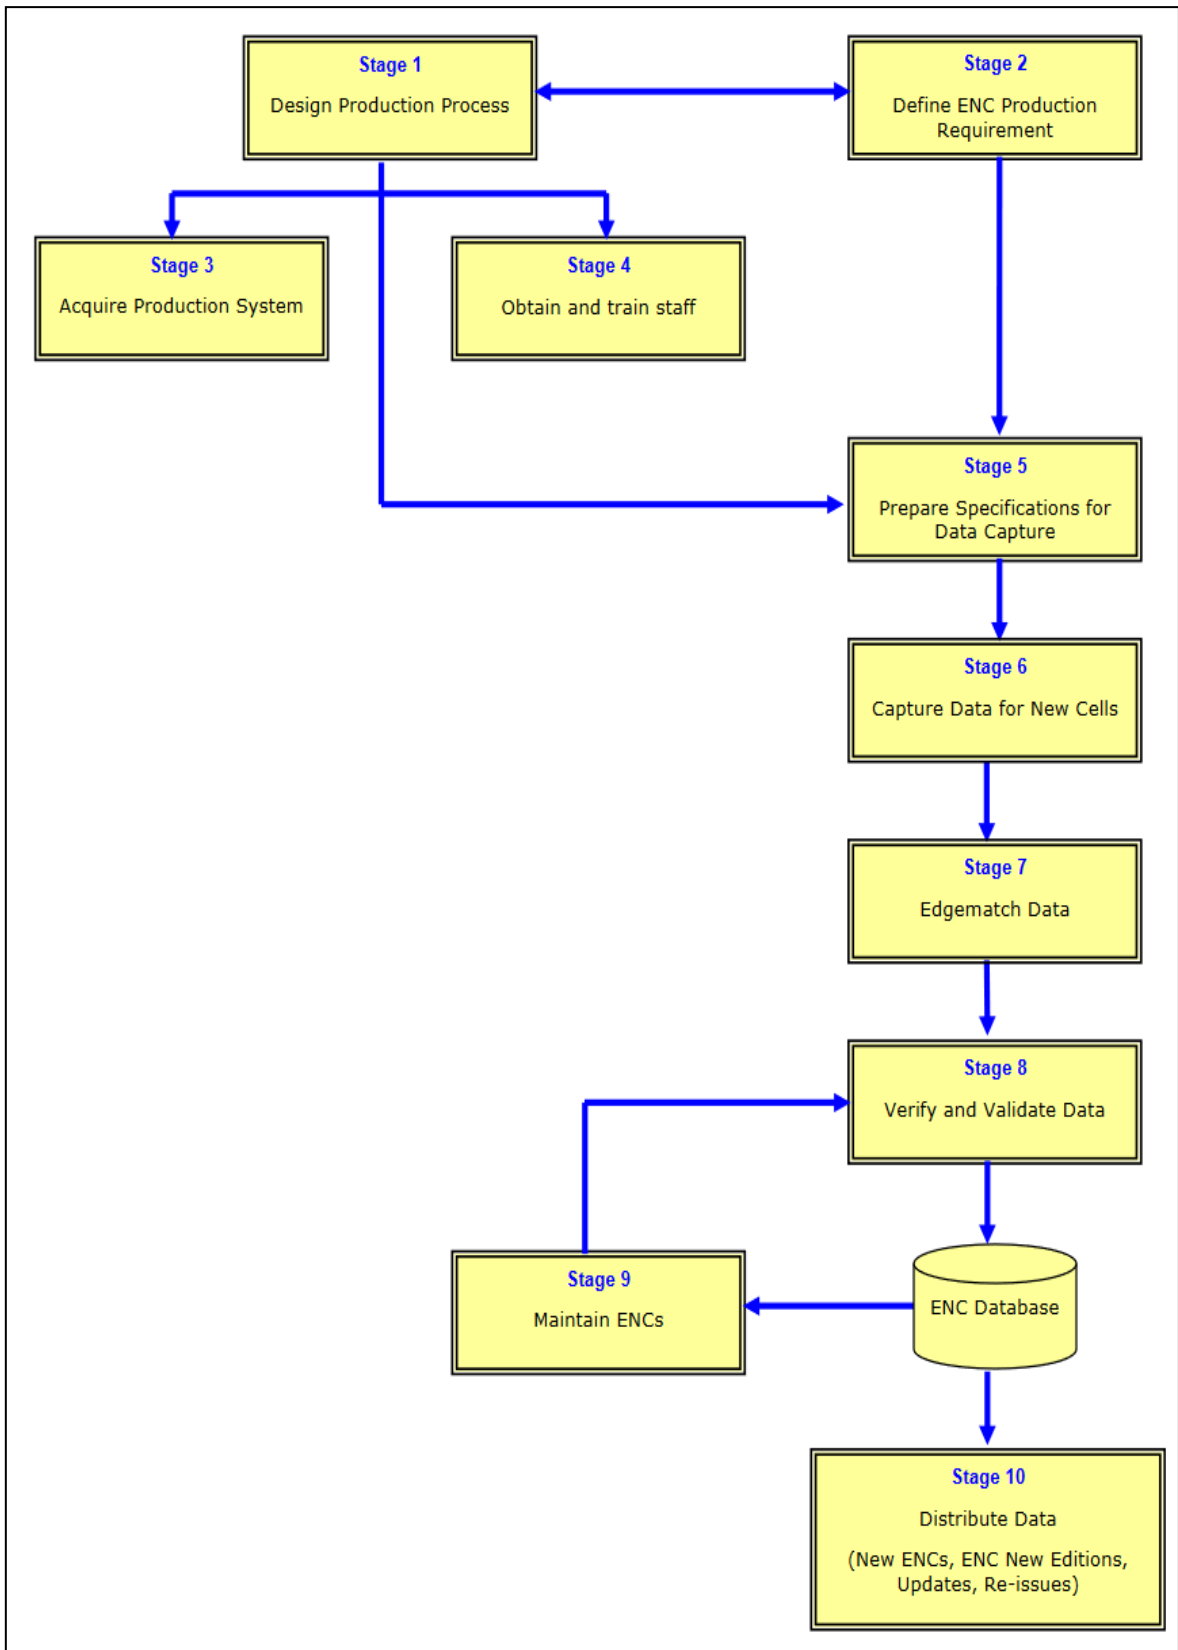 Stage 1
Design Production Process
Stage 2
Define ENC Production
Requirement
Stage 3
Acquire Production System
Stage 4
Obtain and train staff
Stage 5
Prepare Specifications for
Data Capture
Stage 6
Capture Data for New Cells
Stage 7
Edgematch Data
Stage 8
Verify and Validate Data
Stage 9
Maintain ENCs
ENC Database
Stage 10
Distribute Data
(New ENCs, ENC New Editions,
Updates, Re-issues)